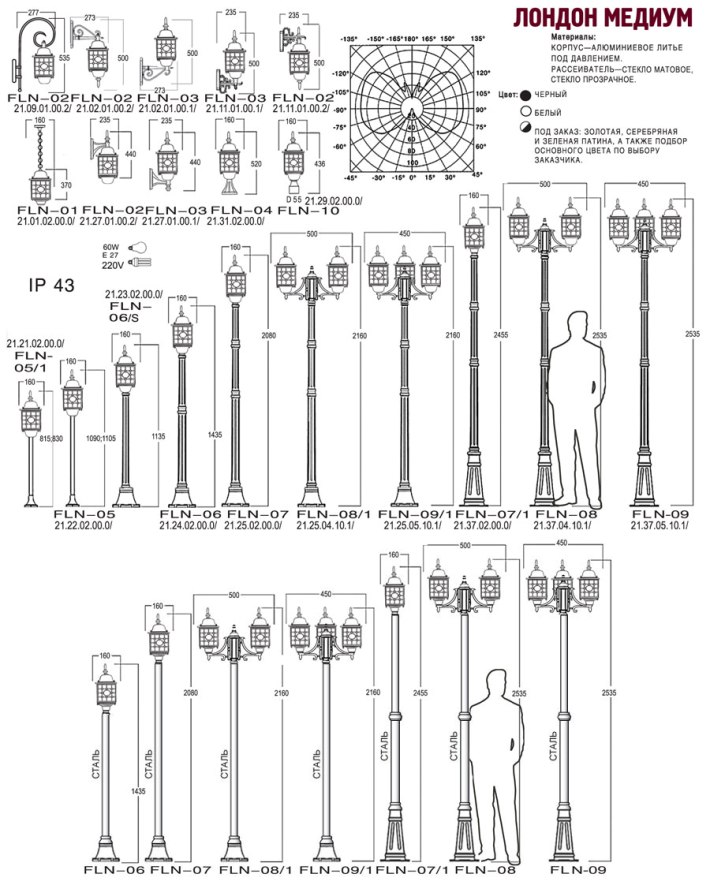 ЛОНДОН МЕДИУМ
Материалы:
КОРПУС—АЛЮМИНИЕВОЕ ЛИТЬЕ
ПОД ДАВЛЕНИЕМ.
РАССЕИВАТЕЛЬ—СТЕКЛО МАТОВОЕ,
СТЕКЛО ПРОЗРАЧНОЕ.
Цвет: ЧЕРНЫЙ
БЕЛЫЙ
ПОД ЗАКАЗ: ЗОЛОТАЯ, СЕРЕБРЯНАЯ
И ЗЕЛЕНАЯ ПАТИНА, А ТАКЖЕ ПОДБОР
ОСНОВНОГО ЦВЕТА ПО ВЫБОРУ
ЗАКАЗЧИКА.
277 273 235 235
535 500 500 500 500
273
FLN-02 FLN-02 FLN-03 FLN-03 FLN-02
21.09.01.00.2/ 21.02.01.00.2/ 21.02.01.00.1/ 21.11.01.00.1/ 21.11.01.00.2/
-135° -150° -165° 180° 165° 150° 135°
-120° 120°
-105° 105°
-90° 90°
-75° 75°
-60° 60°
-45° -30° -15° 0° 15° 30° 45°
40
60
80
100
160 235 235 160 160
370 440 440 520 436
D 55
FLN-01 FLN-02 FLN-03 FLN-04 FLN-10
21.01.02.00.0/ 21.27.01.00.2/ 21.27.01.00.1/ 21.31.02.00.0/ 21.29.02.00.0/
60W
E 27
220V
IP 43
21.21.02.00.0/
FLN-05/1
21.23.02.00.0/
FLN-06/S
160 160 160 160 160 500 450 160 500 450
815;830 1090;1105 1135 1435 2080 2160 2160 2455 2535 2535
FLN-05 FLN-06 FLN-07 FLN-08/1 FLN-09/1 FLN-07/1 FLN-08 FLN-09
21.22.02.00.0/ 21.24.02.00.0/ 21.25.02.00.0/ 21.25.04.10.1/ 21.25.05.10.1/ 21.37.02.00.0/ 21.37.04.10.1/ 21.37.05.10.1/
160 160 500 450 160 500 450
1435 2080 2160 2160 2455 2535 2535
СТАЛЬ СТАЛЬ СТАЛЬ СТАЛЬ СТАЛЬ СТАЛЬ СТАЛЬ
FLN-06 FLN-07 FLN-08/1 FLN-09/1 FLN-07/1 FLN-08 FLN-09